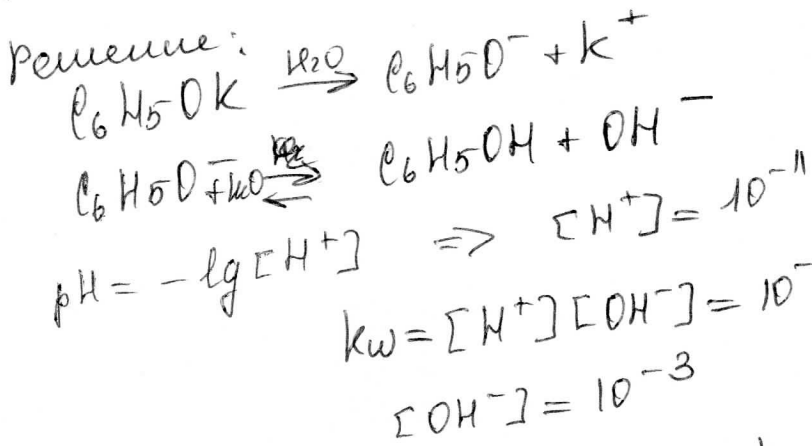 Решение:
C₆H₅OK —H₂O→ C₆H₅O⁻ + K⁺
C₆H₅O⁻ + H₂O ⇌ C₆H₅OH + OH⁻
pH = – lg [H⁺] => [H⁺] = 10⁻¹¹
Kw = [H⁺][OH⁻] = 10⁻
[OH⁻] = 10⁻³